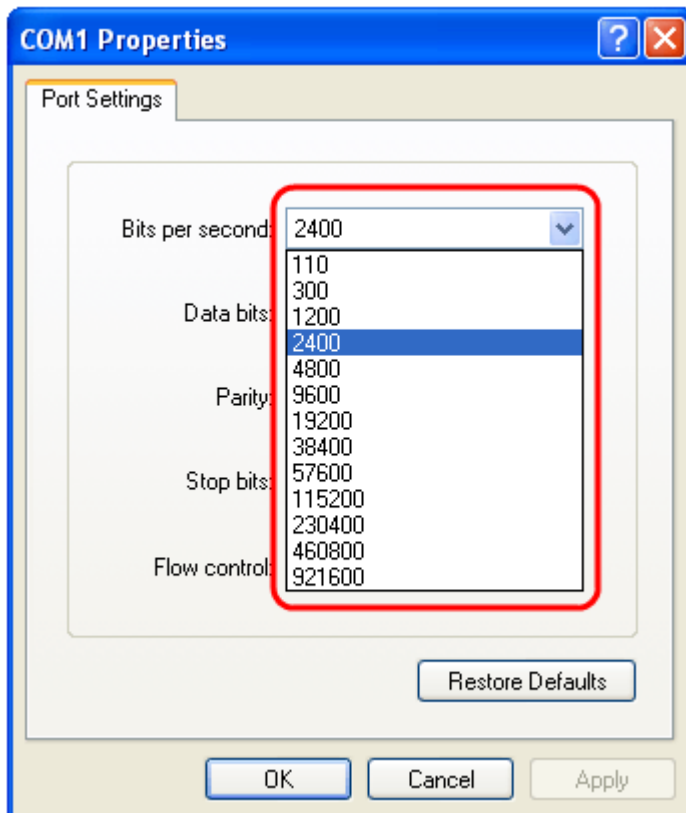 COM1 Properties
Port Settings
Bits per second: 2400
110
300
1200
Data bits:
2400
4800
Parity:
9600
19200
38400
57600
Stop bits:
115200
230400
460800
Flow control:
921600
Restore Defaults
OK Cancel Apply